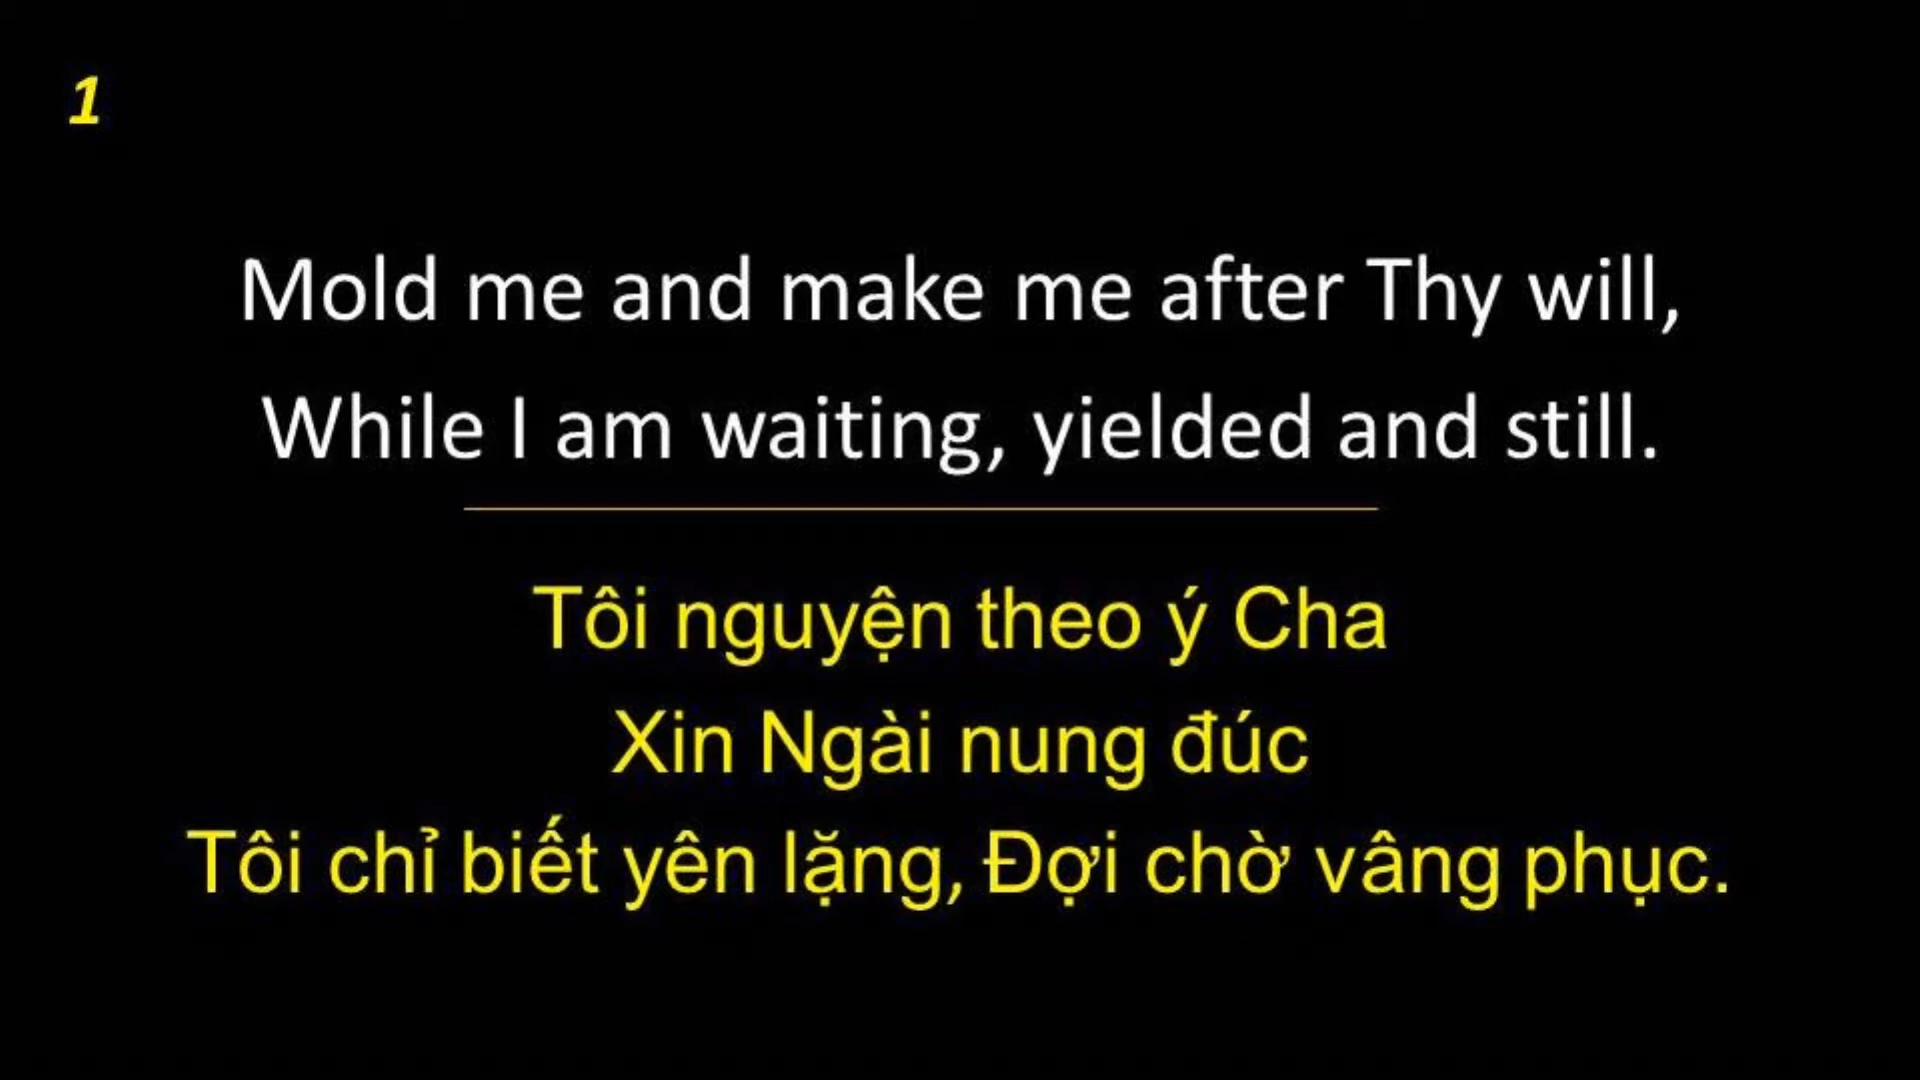 1
Mold me and make me after Thy will,
While I am waiting, yielded and still.
Tôi nguyện theo ý Cha
Xin Ngài nung đúc
Tôi chỉ biết yên lặng, Đợi chờ vâng phục.